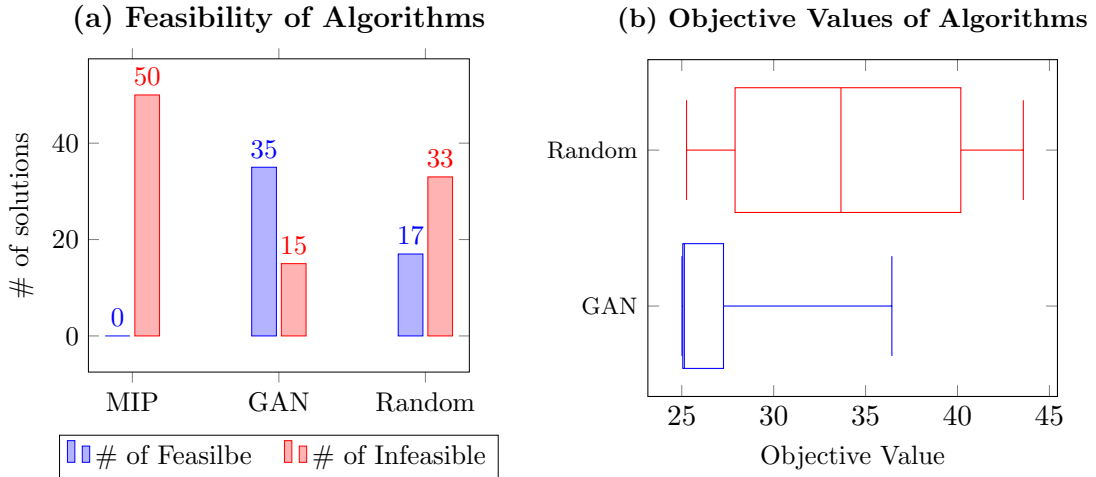 (a) Feasibility of Algorithms
50
35
33
15
17
0
40
20
0
# of solutions
MIP GAN Random
# of Feasilbe # of Infeasible
(b) Objective Values of Algorithms
Random
GAN
25 30 35 40 45
Objective Value